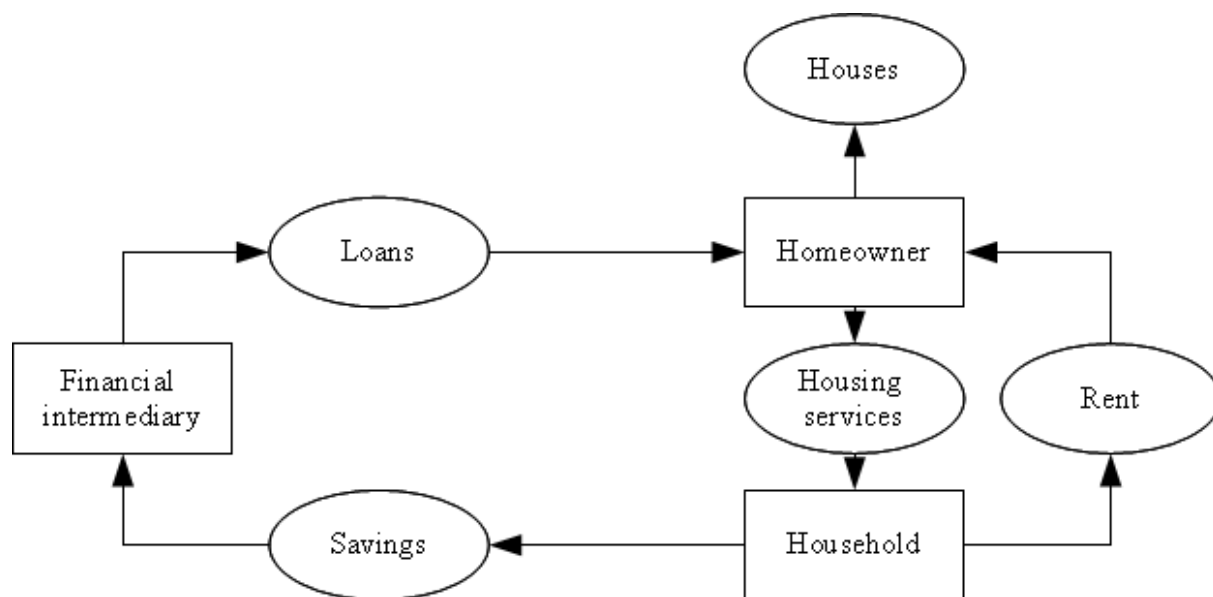 Houses
Loans
Homeowner
Financial
intermediary
Housing
services
Rent
Savings
Household